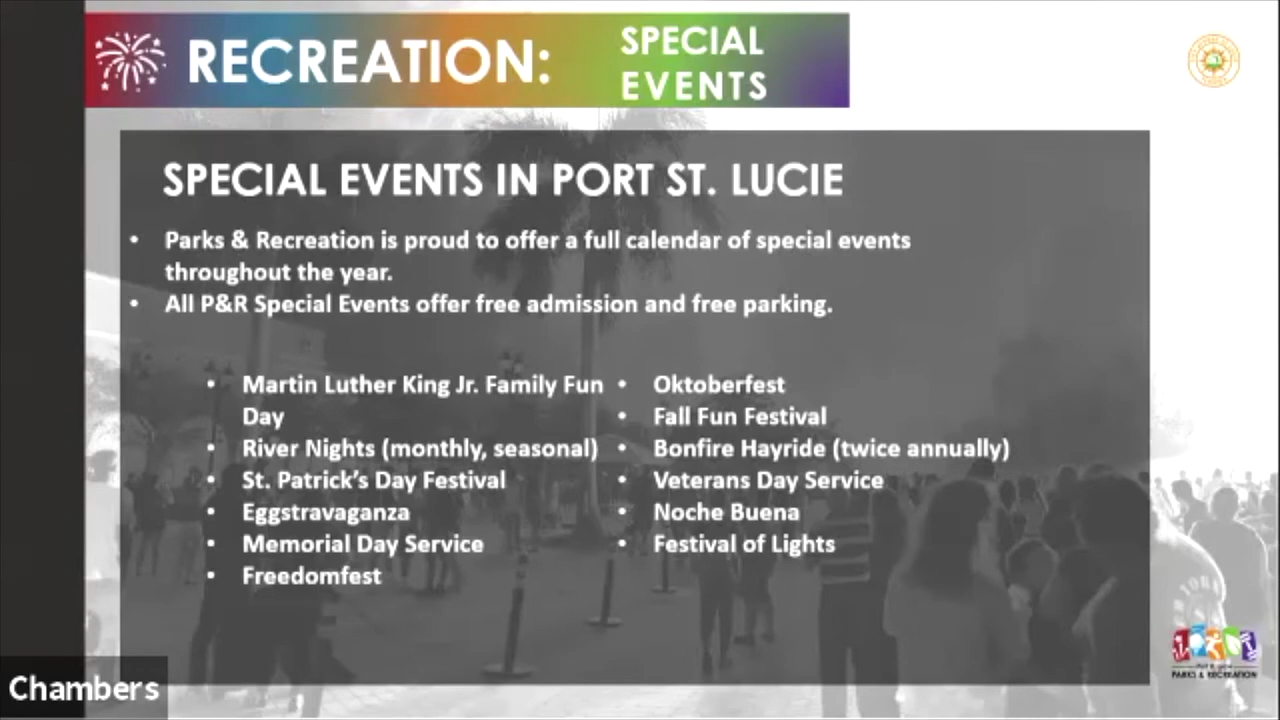 RECREATION:
SPECIAL
EVENTS
SPECIAL EVENTS IN PORT ST. LUCIE
• Parks & Recreation is proud to offer a full calendar of special events
throughout the year.
• All P&R Special Events offer free admission and free parking.
• Martin Luther King Jr. Family Fun
Day
• River Nights (monthly, seasonal)
• St. Patrick's Day Festival
• Eggstravaganza
• Memorial Day Service
• Freedomfest
• Oktoberfest
• Fall Fun Festival
• Bonfire Hayride (twice annually)
• Veterans Day Service
• Noche Buena
• Festival of Lights
PARKS & RECREATION
Chambers